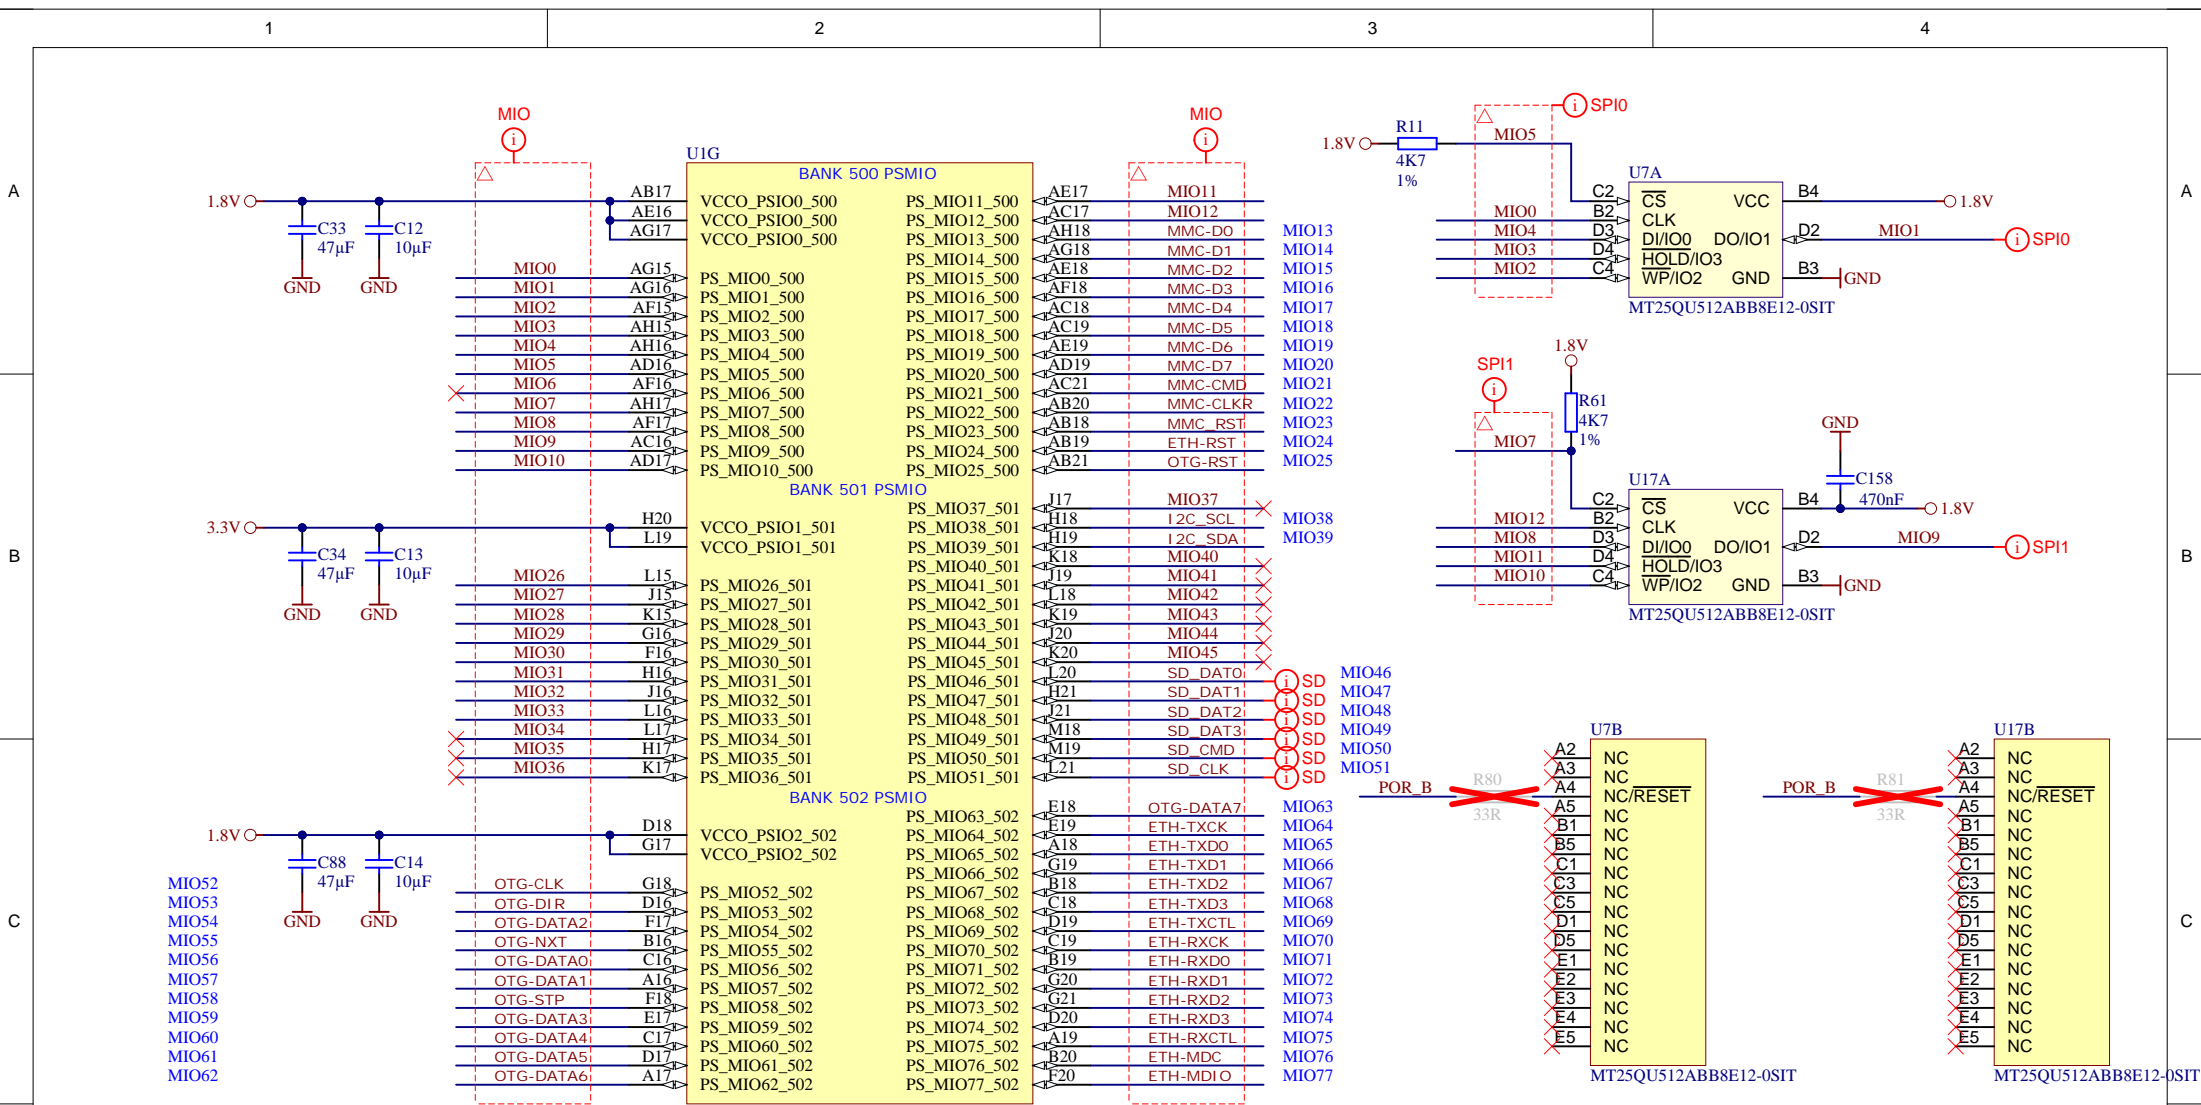 1 2 3 4
A A
B B
C C
MIO
MIO
U1G
BANK 500 PSMIO
1.8V
C33
47µF
GND
C12
10µF
GND
AB17 VCCO_PSIO0_500
AE16 VCCO_PSIO0_500
AG17 VCCO_PSIO0_500
MIO0 AG15 PS_MIO0_500
MIO1 AG16 PS_MIO1_500
MIO2 AF15 PS_MIO2_500
MIO3 AH15 PS_MIO3_500
MIO4 AH16 PS_MIO4_500
MIO5 AD16 PS_MIO5_500
MIO6 AF16 PS_MIO6_500
MIO7 AH17 PS_MIO7_500
MIO8 AF17 PS_MIO8_500
MIO9 AC16 PS_MIO9_500
MIO10 AD17 PS_MIO10_500
PS_MIO11_500 AE17 MIO11
PS_MIO12_500 AC17 MIO12
PS_MIO13_500 AH18 MMC-D0 MIO13
PS_MIO14_500 AG18 MMC-D1 MIO14
PS_MIO15_500 AE18 MMC-D2 MIO15
PS_MIO16_500 AF18 MMC-D3 MIO16
PS_MIO17_500 AC18 MMC-D4 MIO17
PS_MIO18_500 AC19 MMC-D5 MIO18
PS_MIO19_500 AE19 MMC-D6 MIO19
PS_MIO20_500 AD19 MMC-D7 MIO20
PS_MIO21_500 AC21 MMC-CMD MIO21
PS_MIO22_500 AB20 MMC-CLKR MIO22
PS_MIO23_500 AB18 MMC_RST MIO23
PS_MIO24_500 AB19 ETH-RST MIO24
PS_MIO25_500 AB21 OTG-RST MIO25
BANK 501 PSMIO
3.3V
C34
47µF
GND
C13
10µF
GND
H20 VCCO_PSIO1_501
L19 VCCO_PSIO1_501
MIO26 L15 PS_MIO26_501
MIO27 J15 PS_MIO27_501
MIO28 K15 PS_MIO28_501
MIO29 G16 PS_MIO29_501
MIO30 F16 PS_MIO30_501
MIO31 H16 PS_MIO31_501
MIO32 J16 PS_MIO32_501
MIO33 L16 PS_MIO33_501
MIO34 L17 PS_MIO34_501
MIO35 H17 PS_MIO35_501
MIO36 K17 PS_MIO36_501
PS_MIO37_501 J17 MIO37
PS_MIO38_501 H18 I2C_SCL MIO38
PS_MIO39_501 H19 I2C_SDA MIO39
PS_MIO40_501 K18 MIO40
PS_MIO41_501 J19 MIO41
PS_MIO42_501 L18 MIO42
PS_MIO43_501 K19 MIO43
PS_MIO44_501 J20 MIO44
PS_MIO45_501 K20 MIO45
PS_MIO46_501 L20 SD_DAT0 SD MIO46
PS_MIO47_501 H21 SD_DAT1 SD MIO47
PS_MIO48_501 J21 SD_DAT2 SD MIO48
PS_MIO49_501 M18 SD_DAT3 SD MIO49
PS_MIO50_501 M19 SD_CMD SD MIO50
PS_MIO51_501 L21 SD_CLK SD MIO51
BANK 502 PSMIO
1.8V
C88
47µF
GND
C14
10µF
GND
D18 VCCO_PSIO2_502
G17 VCCO_PSIO2_502
MIO52 OTG-CLK G18 PS_MIO52_502
MIO53 OTG-DIR D16 PS_MIO53_502
MIO54 OTG-DATA2 F17 PS_MIO54_502
MIO55 OTG-NXT B16 PS_MIO55_502
MIO56 OTG-DATA0 C16 PS_MIO56_502
MIO57 OTG-DATA1 A16 PS_MIO57_502
MIO58 OTG-STP F18 PS_MIO58_502
MIO59 OTG-DATA3 E17 PS_MIO59_502
MIO60 OTG-DATA4 C17 PS_MIO60_502
MIO61 OTG-DATA5 D17 PS_MIO61_502
MIO62 OTG-DATA6 A17 PS_MIO62_502
PS_MIO63_502 E18 OTG-DATA7 MIO63
PS_MIO64_502 E19 ETH-TXCK MIO64
PS_MIO65_502 A18 ETH-TXD0 MIO65
PS_MIO66_502 G19 ETH-TXD1 MIO66
PS_MIO67_502 B18 ETH-TXD2 MIO67
PS_MIO68_502 C18 ETH-TXD3 MIO68
PS_MIO69_502 D19 ETH-TXCTL MIO69
PS_MIO70_502 C19 ETH-RXCK MIO70
PS_MIO71_502 B19 ETH-RXD0 MIO71
PS_MIO72_502 G20 ETH-RXD1 MIO72
PS_MIO73_502 G21 ETH-RXD2 MIO73
PS_MIO74_502 D20 ETH-RXD3 MIO74
PS_MIO75_502 A19 ETH-RXCTL MIO75
PS_MIO76_502 B20 ETH-MDC MIO76
PS_MIO77_502 F20 ETH-MDIO MIO77
SPI0
1.8V
R11
4K7
1%
MIO5
U7A
C2 CS VCC B4 1.8V
MIO0 B2 CLK
MIO4 D3 DI/IO0 DO/IO1 D2 MIO1 SPI0
MIO3 D4 HOLD/IO3
MIO2 C4 WP/IO2 GND B3 GND
MT25QU512ABB8E12-0SIT
SPI1
1.8V
R61
4K7
1%
MIO7
GND
C158
470nF
U17A
C2 CS VCC B4 1.8V
MIO12 B2 CLK
MIO8 D3 DI/IO0 DO/IO1 D2 MIO9 SPI1
MIO11 D4 HOLD/IO3
MIO10 C4 WP/IO2 GND B3 GND
MT25QU512ABB8E12-0SIT
U7B
A2 NC
A3 NC
POR_B R80 33R A4 NC/RESET
A5 NC
B1 NC
B5 NC
C1 NC
C3 NC
C5 NC
D1 NC
D5 NC
E1 NC
E2 NC
E3 NC
E4 NC
E5 NC
MT25QU512ABB8E12-0SIT
U17B
A2 NC
A3 NC
POR_B R81 33R A4 NC/RESET
A5 NC
B1 NC
B5 NC
C1 NC
C3 NC
C5 NC
D1 NC
D5 NC
E1 NC
E2 NC
E3 NC
E4 NC
E5 NC
MT25QU512ABB8E12-0SIT